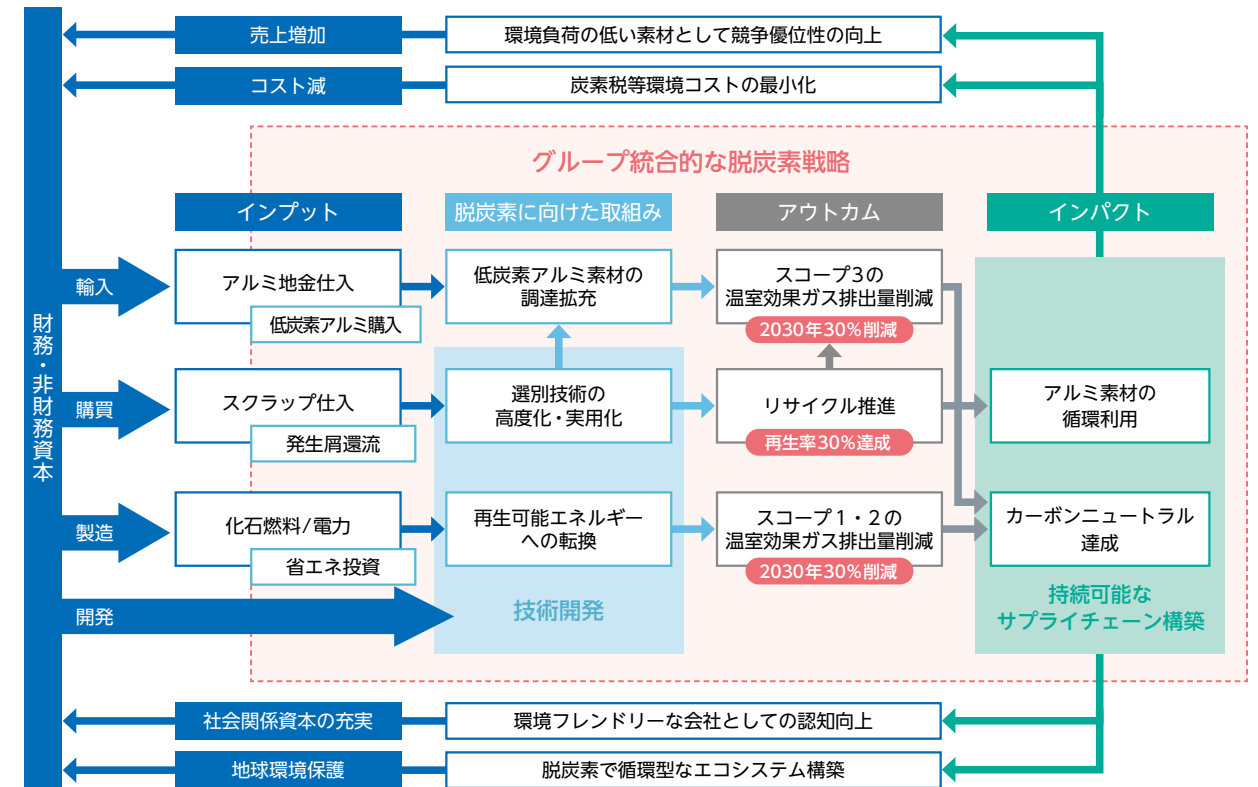 売上増加
環境負荷の低い素材として競争優位性の向上
コスト減
炭素税等環境コストの最小化
グループ統合的な脱炭素戦略
インプット
脱炭素に向けた取組み
アウトカム
インパクト
財務・非財務資本
輸入
アルミ地金仕入
低炭素アルミ購入
低炭素アルミ素材の
調達拡充
スコープ3の
温室効果ガス排出量削減
2030年30%削減
購買
スクラップ仕入
発生屑還流
選別技術の
高度化・実用化
リサイクル推進
再生率30%達成
アルミ素材の
循環利用
製造
化石燃料/電力
省エネ投資
再生可能エネルギー
への転換
スコープ1・2の
温室効果ガス排出量削減
2030年30%削減
カーボンニュートラル
達成
開発
技術開発
持続可能な
サプライチェーン構築
社会関係資本の充実
環境フレンドリーな会社としての認知向上
地球環境保護
脱炭素で循環型なエコシステム構築